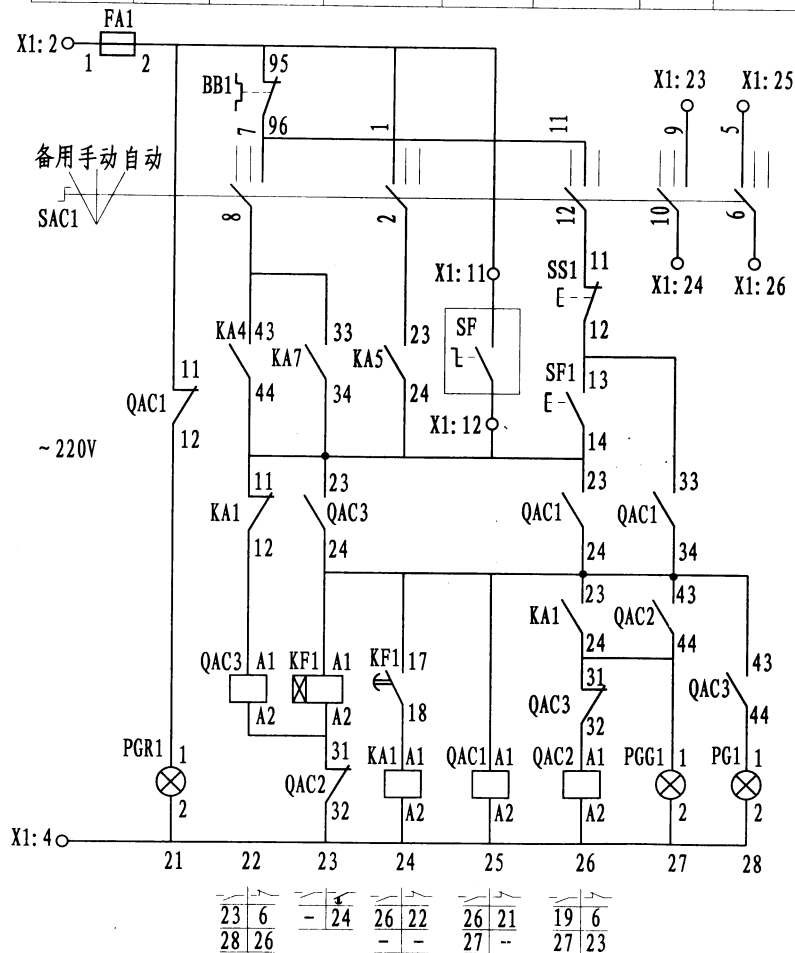 FA1
X1:2 1 2
95
BB1
X1:23 X1:25
96
7 1 11 9 5
备用手动自动
SAC1
8 2 12 10 6
X1:11 SS1 11 X1:24 X1:26
12
KA4 43 33 23 SF
KA7 KA5 SF1 13
11 44 34 24
QAC1
X1:12 14
12
~220V
11 23 23 33
KA1 QAC3 QAC1 QAC1
12 24 24 34
23 43
KA1 QAC2
24 44
QAC3 A1 KF1 A1 KF1 17 31 43
QAC3 QAC3
A2 A2 18 32 44
PGR1 1 31 KA1 A1 QAC1 A1 QAC2 A1 PGG1 1 PG1 1
QAC2
2 32 A2 A2 A2 2 2
X1:4
21 22 23 24 25 26 27 28
23 6 - 24 26 22 26 21 19 6
28 26 - - 27 -- 27 23